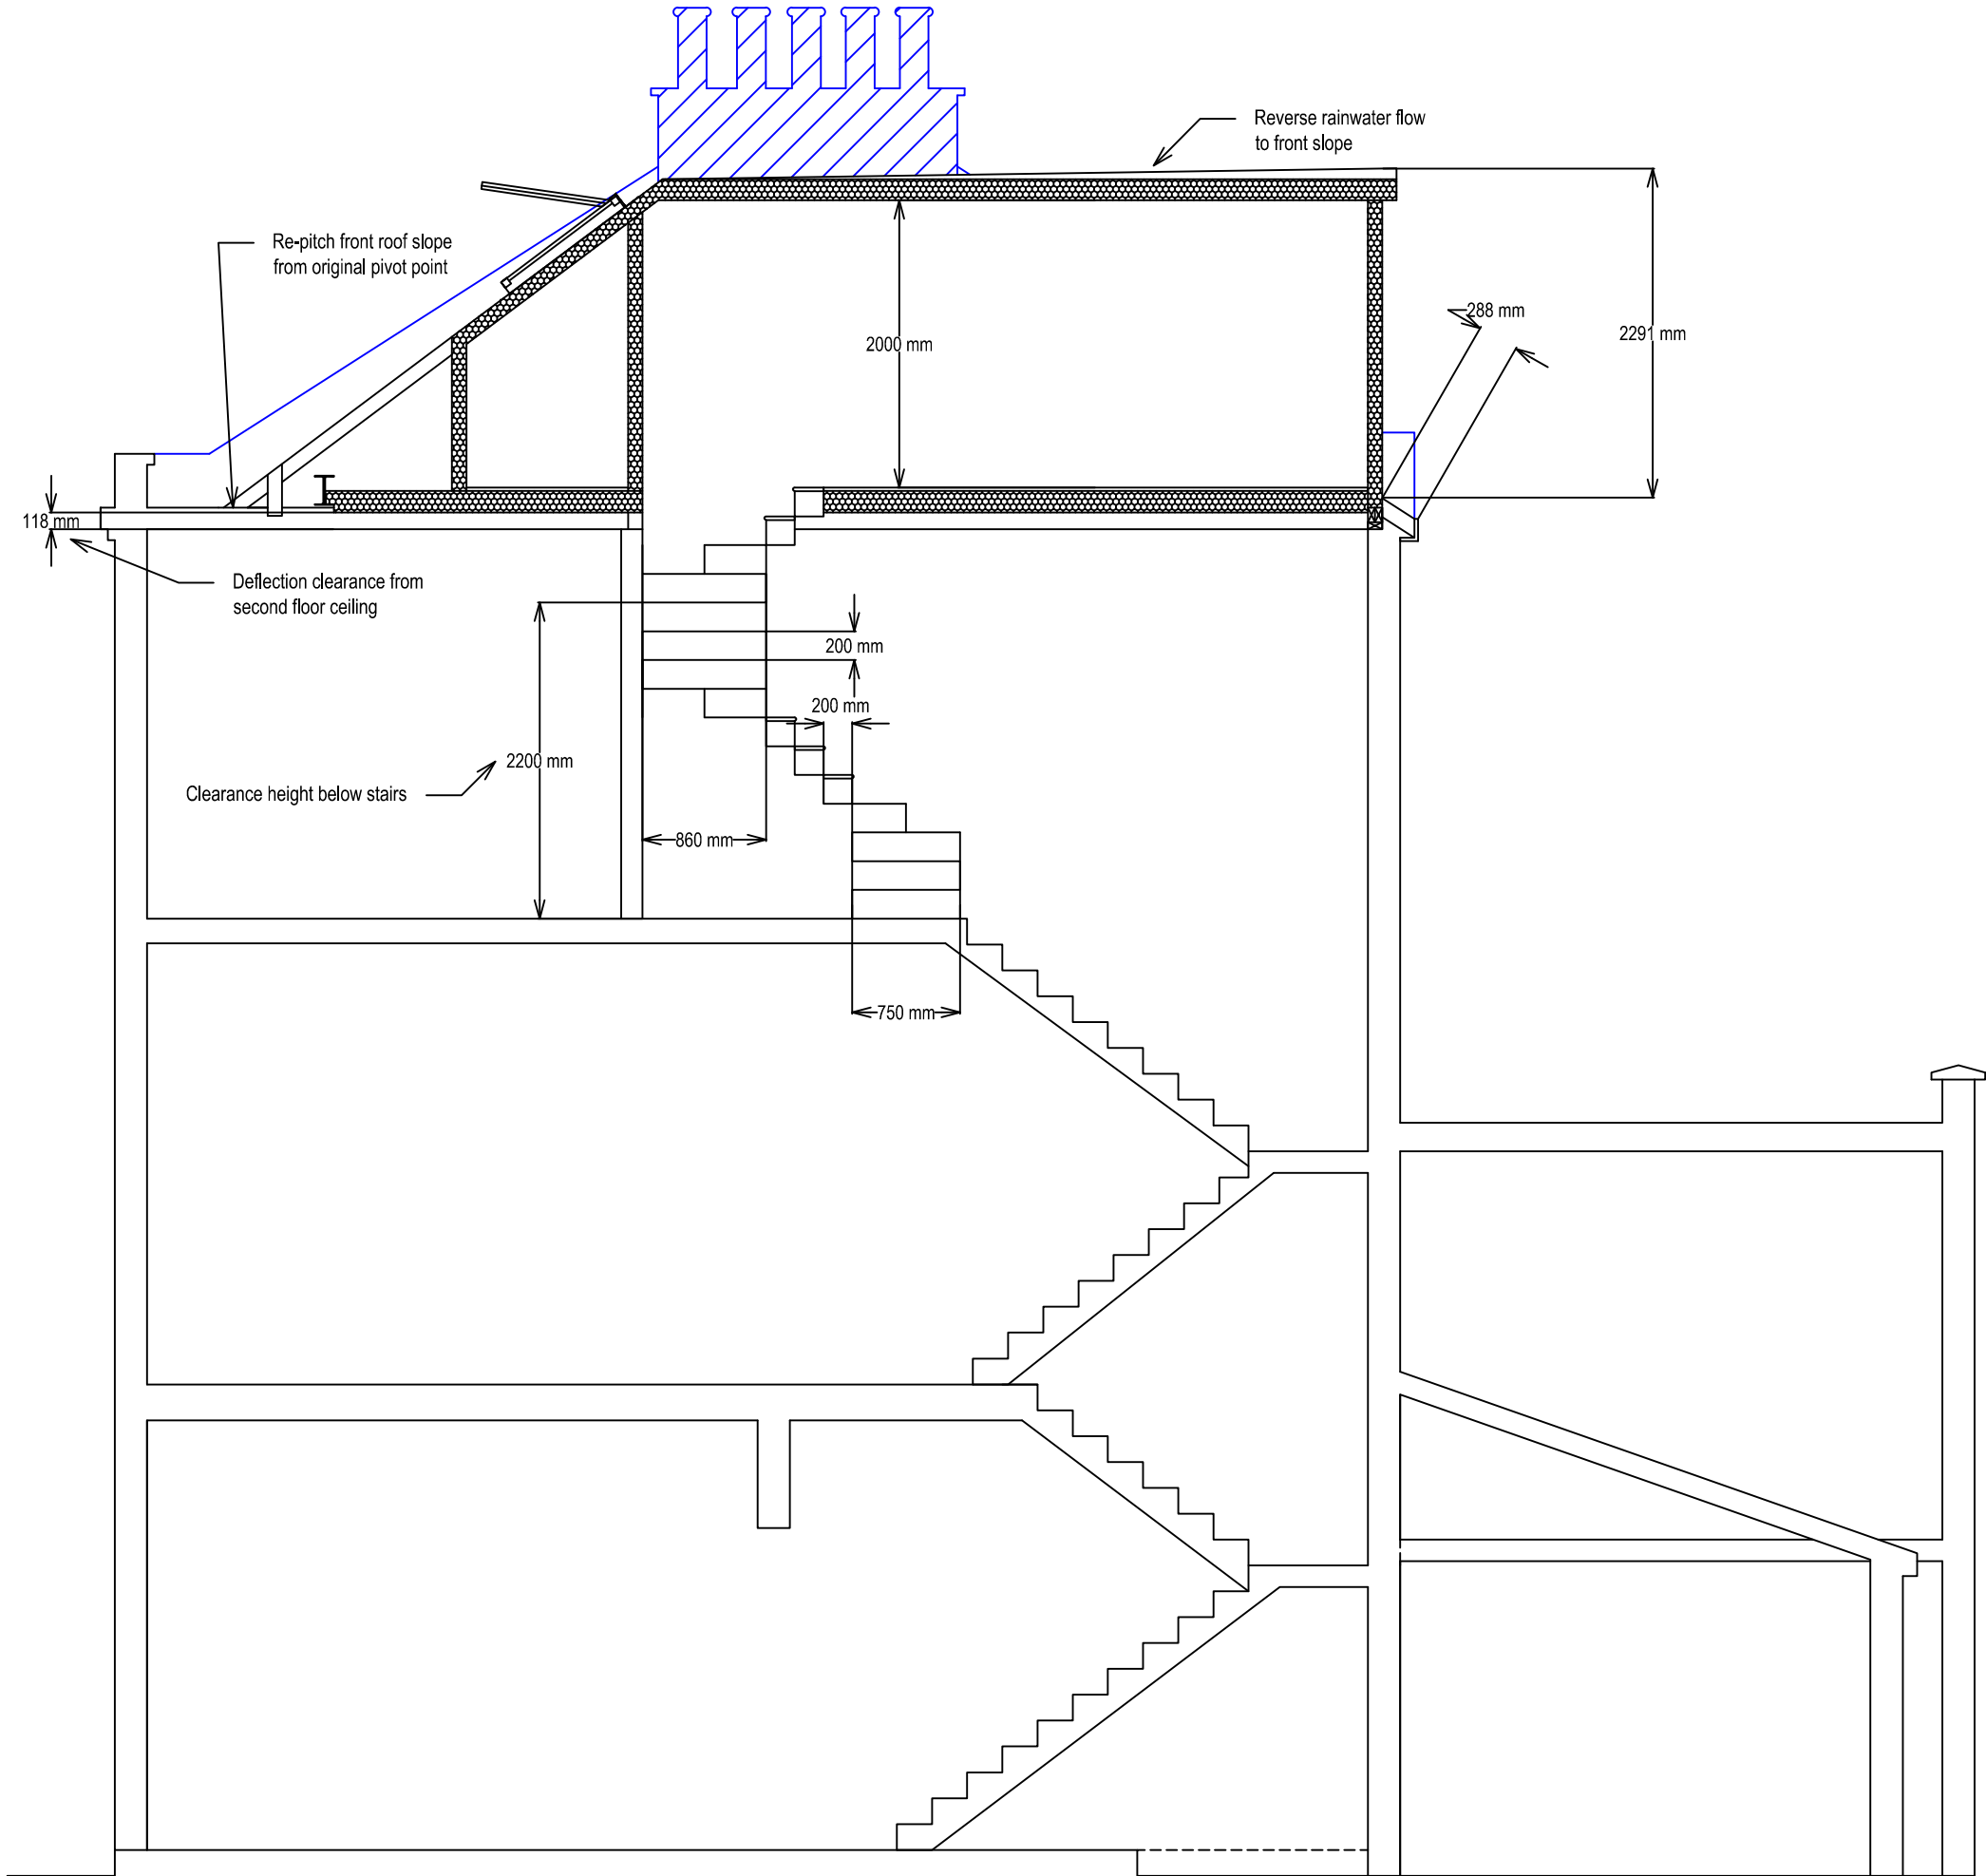 Reverse rainwater flow
to front slope
Re-pitch front roof slope
from original pivot point
288 mm
2291 mm
2000 mm
118 mm
Deflection clearance from
second floor ceiling
200 mm
200 mm
2200 mm
Clearance height below stairs
860 mm
750 mm